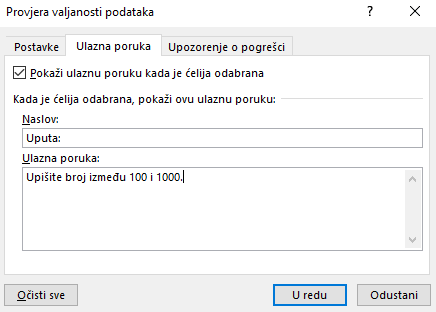 Provjera valjanosti podataka
?
Postavke Ulazna poruka Upozorenje o pogrešci
Pokaži ulaznu poruku kada je ćelija odabrana
Kada je ćelija odabrana, pokaži ovu ulaznu poruku:
Naslov:
Uputa:
Ulazna poruka:
Upišite broj između 100 i 1000.
Očisti sve U redu Odustani